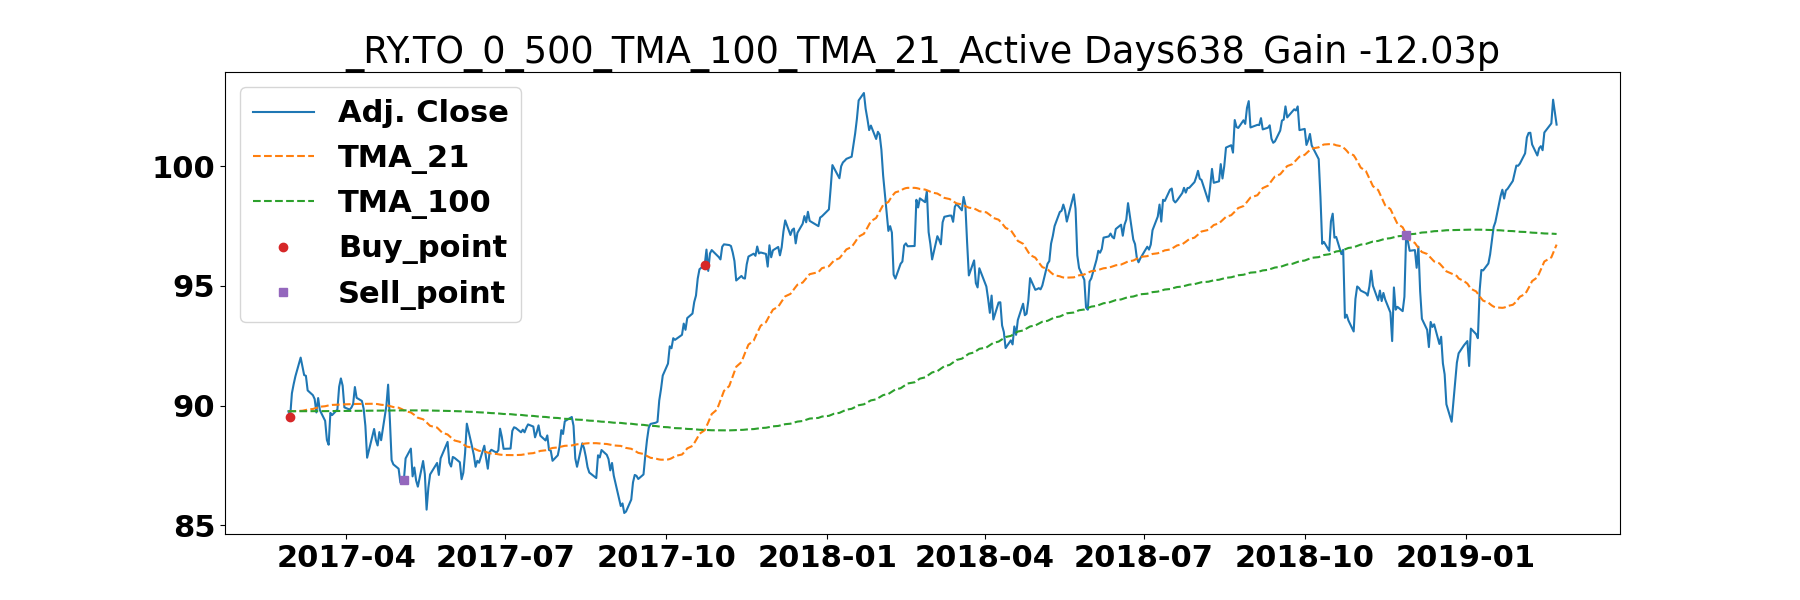 _RY.TO_0_500_TMA_100_TMA_21_Active Days638_Gain -12.03p
Adj. Close
TMA_21
TMA_100
Buy_point
Sell_point
100
95
90
85
2017-04 2017-07 2017-10 2018-01 2018-04 2018-07 2018-10 2019-01